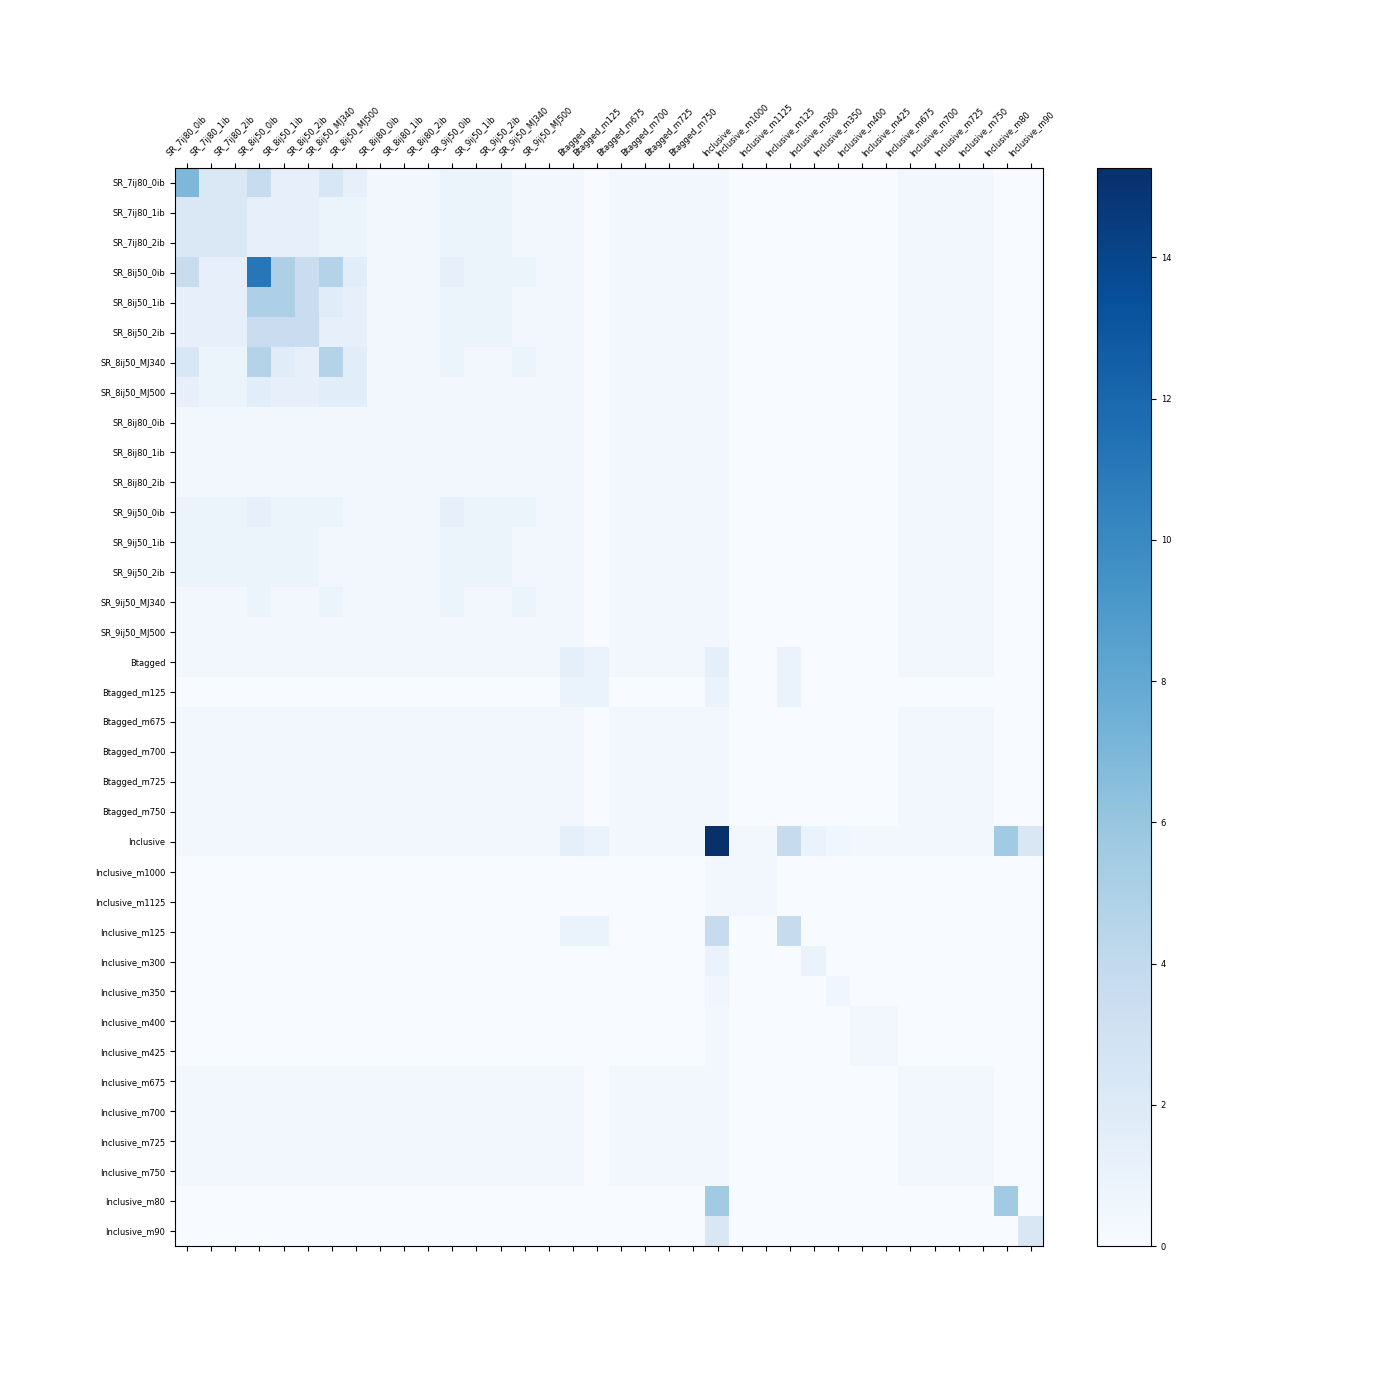 SR_7ij80_0ib
SR_7ij80_1ib
SR_7ij80_2ib
SR_8ij50_0ib
SR_8ij50_1ib
SR_8ij50_2ib
SR_8ij50_MJ340
SR_8ij50_MJ500
SR_8ij80_0ib
SR_8ij80_1ib
SR_8ij80_2ib
SR_9ij50_0ib
SR_9ij50_1ib
SR_9ij50_2ib
SR_9ij50_MJ340
SR_9ij50_MJ500
Btagged
Btagged_m125
Btagged_m675
Btagged_m700
Btagged_m725
Btagged_m750
Inclusive
Inclusive_m1000
Inclusive_m1125
Inclusive_m125
Inclusive_m300
Inclusive_m350
Inclusive_m400
Inclusive_m425
Inclusive_m675
Inclusive_m700
Inclusive_m725
Inclusive_m750
Inclusive_m80
Inclusive_m90
SR_7ij80_0ib
SR_7ij80_1ib
SR_7ij80_2ib
SR_8ij50_0ib
SR_8ij50_1ib
SR_8ij50_2ib
SR_8ij50_MJ340
SR_8ij50_MJ500
SR_8ij80_0ib
SR_8ij80_1ib
SR_8ij80_2ib
SR_9ij50_0ib
SR_9ij50_1ib
SR_9ij50_2ib
SR_9ij50_MJ340
SR_9ij50_MJ500
Btagged
Btagged_m125
Btagged_m675
Btagged_m700
Btagged_m725
Btagged_m750
Inclusive
Inclusive_m1000
Inclusive_m1125
Inclusive_m125
Inclusive_m300
Inclusive_m350
Inclusive_m400
Inclusive_m425
Inclusive_m675
Inclusive_m700
Inclusive_m725
Inclusive_m750
Inclusive_m80
Inclusive_m90
14
12
10
8
6
4
2
0